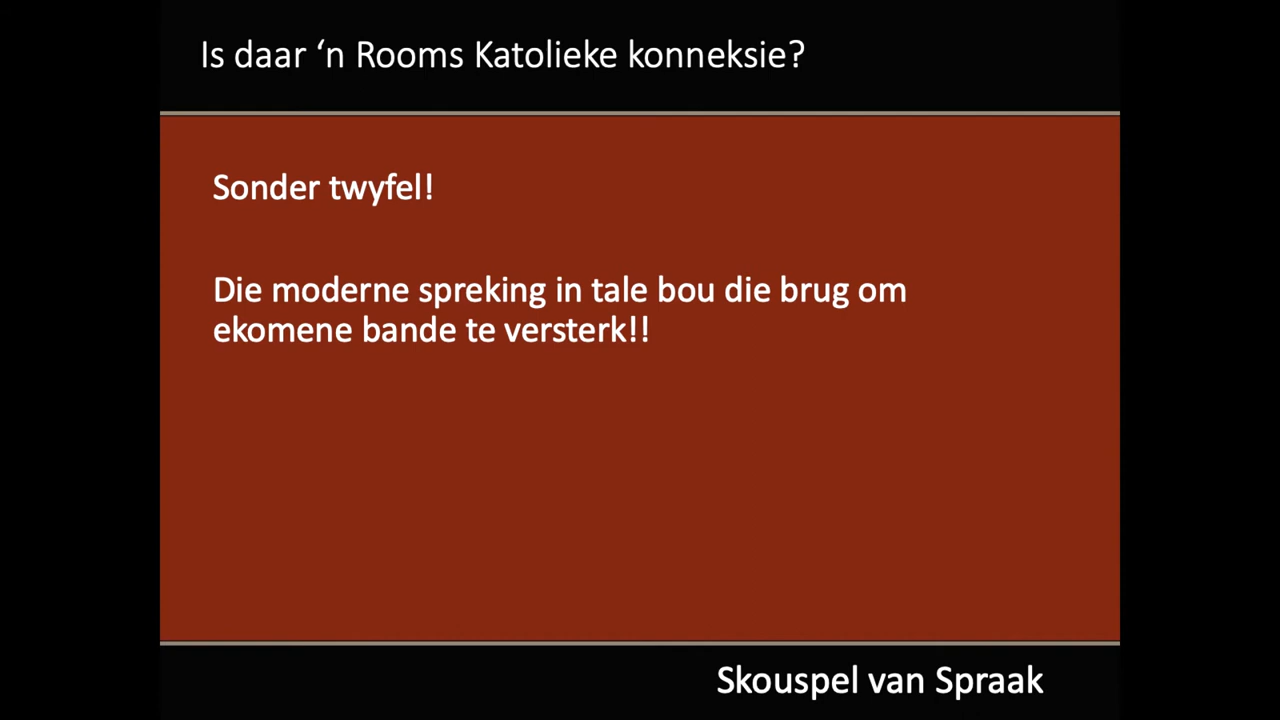 Is daar ‘n Rooms Katolieke konneksie?
Sonder twyfel!
Die moderne spreking in tale bou die brug om
ekomene bande te versterk!!
Skouspel van Spraak